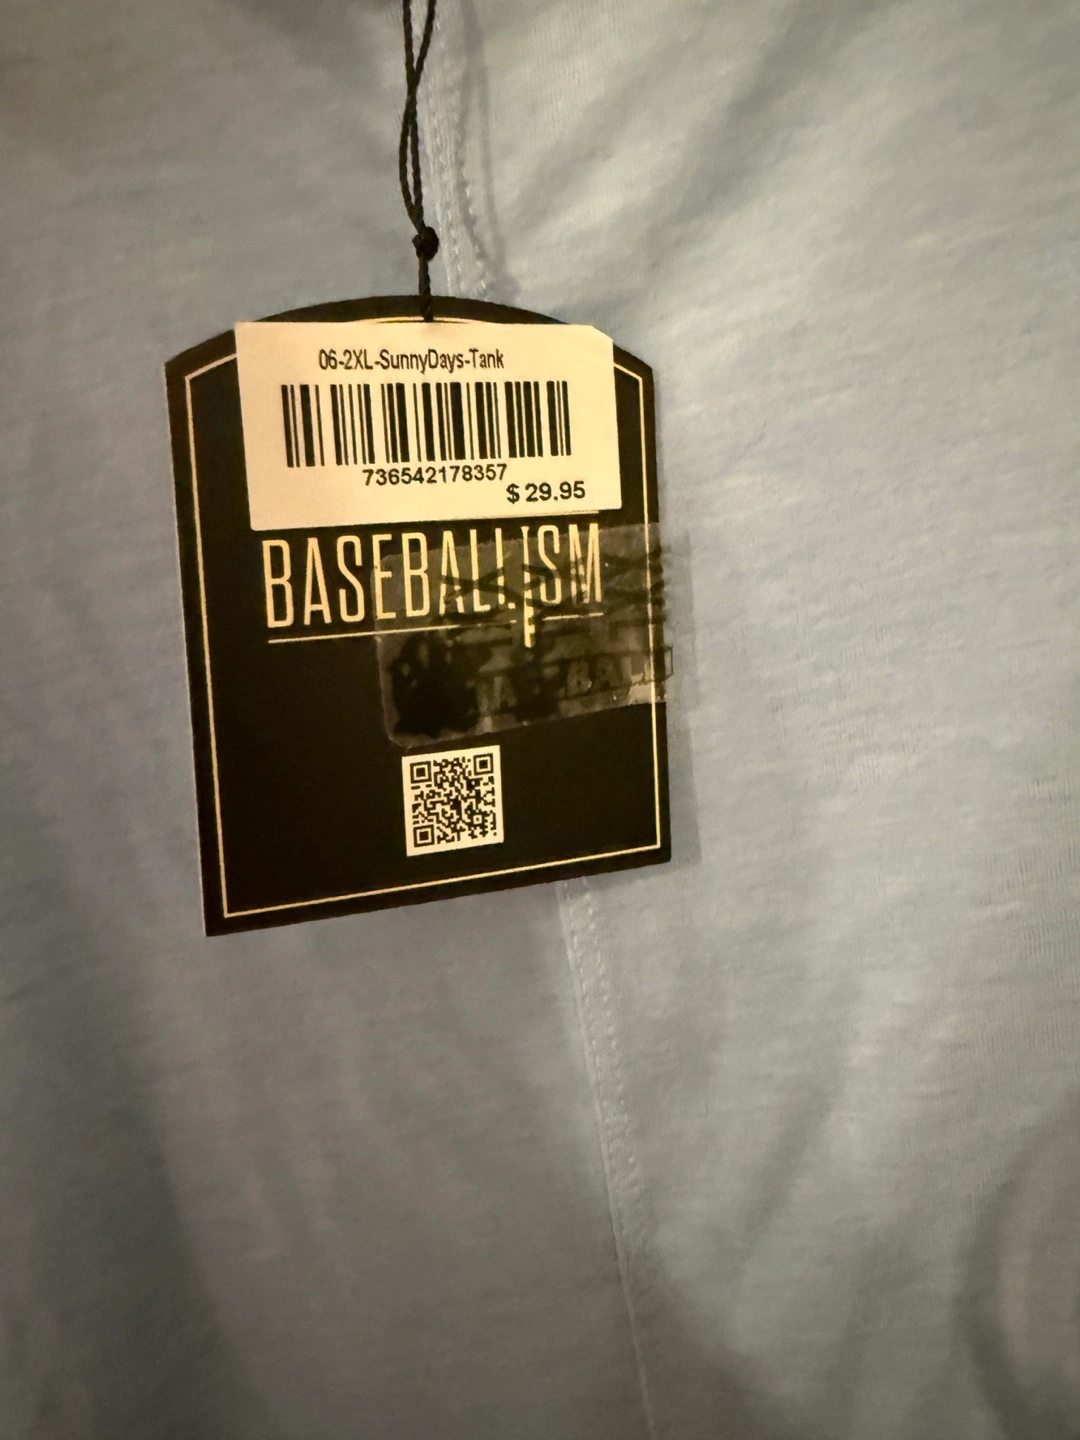 06-2XL-SunnyDays-Tank
736542178357
$ 29.95
BASEBALLISM